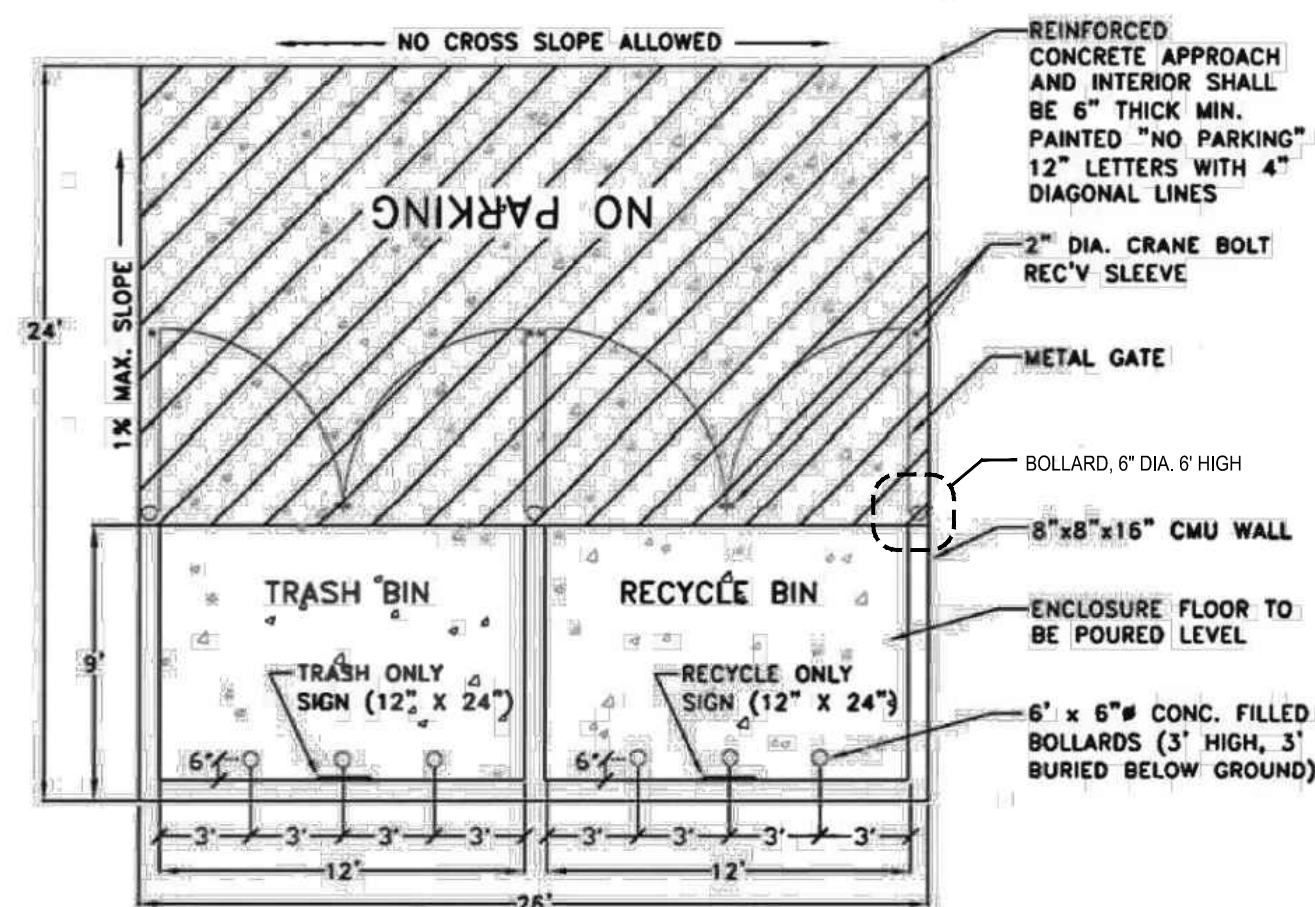 NO CROSS SLOPE ALLOWED
REINFORCED
CONCRETE APPROACH
AND INTERIOR SHALL
BE 6" THICK MIN.
PAINTED "NO PARKING"
12" LETTERS WITH 4"
DIAGONAL LINES
NO PARKING
2" DIA. CRANE BOLT
REC'V SLEEVE
24'
1% MAX. SLOPE
METAL GATE
BOLLARD, 6" DIA. 6' HIGH
8"x8"x16" CMU WALL
TRASH BIN
RECYCLE BIN
ENCLOSURE FLOOR TO
BE POURED LEVEL
9'
TRASH ONLY
SIGN (12" X 24")
RECYCLE ONLY
SIGN (12" X 24")
6' x 6"ø CONC. FILLED
BOLLARDS (3' HIGH, 3'
BURIED BELOW GROUND)
6"
6"
3' 3' 3' 3' 3' 3' 3' 3'
12' 12'
26'